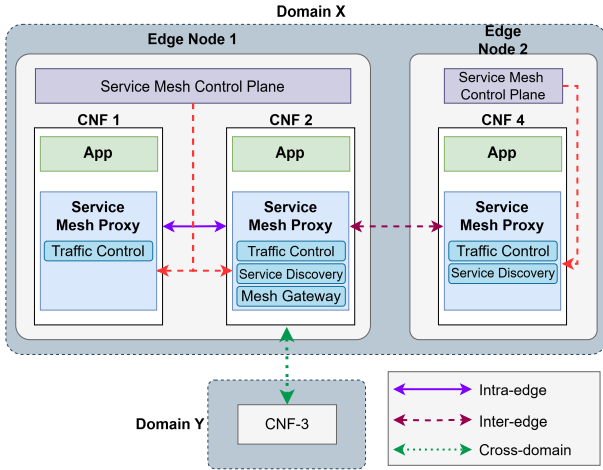 Domain X
Edge Node 1
Edge
Node 2
Service Mesh Control Plane
Service Mesh
Control Plane
CNF 1
CNF 2
CNF 4
App
App
App
Service
Mesh Proxy
Traffic Control
Service
Mesh Proxy
Traffic Control
Service Discovery
Mesh Gateway
Service
Mesh Proxy
Traffic Control
Service Discovery
Domain Y
CNF-3
Intra-edge
Inter-edge
Cross-domain